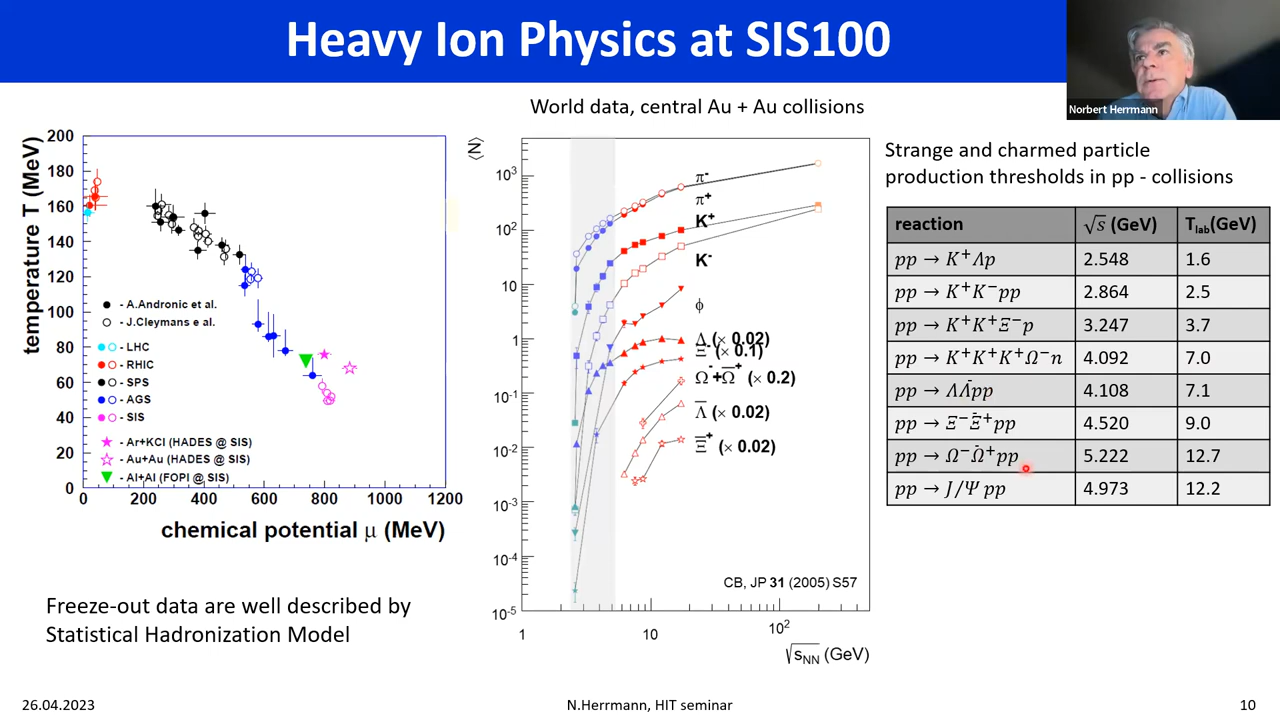 Heavy Ion Physics at SIS100
Norbert Herrmann
World data, central Au + Au collisions
temperature T (MeV)
200
180
160
140
120
100
80
60
40
20
0
0 200 400 600 800 1000 1200
chemical potential μ (MeV)
- A.Andronic et al.
- J.Cleymans et al.
- LHC
- RHIC
- SPS
- AGS
- SIS
- Ar+KCl (HADES @ SIS)
- Au+Au (HADES @ SIS)
- Al+Al (FOPI @ SIS)
Freeze-out data are well described by
Statistical Hadronization Model
⟨N⟩
10³
10²
10
1
10⁻¹
10⁻²
10⁻³
10⁻⁴
10⁻⁵
1 10 10²
√s_NN (GeV)
π⁻
π⁺
K⁺
K⁻
ϕ
Λ (× 0.02)
Ξ⁻ (× 0.1)
Ω⁻+Ω̅⁺ (× 0.2)
Λ̅ (× 0.02)
Ξ̅⁺ (× 0.02)
CB, JP 31 (2005) S57
Strange and charmed particle
production thresholds in pp - collisions
reaction √s (GeV) T_lab(GeV)
pp → K⁺Λp 2.548 1.6
pp → K⁺K⁻pp 2.864 2.5
pp → K⁺K⁺Ξ⁻p 3.247 3.7
pp → K⁺K⁺K⁺Ω⁻n 4.092 7.0
pp → ΛΛ̅pp 4.108 7.1
pp → Ξ⁻Ξ̅⁺pp 4.520 9.0
pp → Ω⁻Ω̅⁺pp 5.222 12.7
pp → J/Ψ pp 4.973 12.2
26.04.2023
N.Herrmann, HIT seminar
10